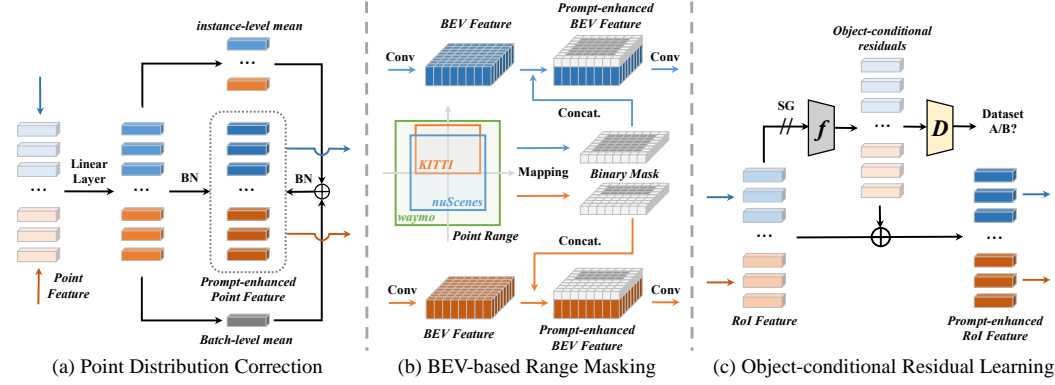 instance-level mean
...
Linear
Layer
BN
BN
...
...
...
Point
Feature
Prompt-enhanced
Point Feature
Batch-level mean
(a) Point Distribution Correction
BEV Feature
Prompt-enhanced
BEV Feature
Conv
Conv
Concat.
KITTI
nuScenes
waymo
Mapping
Point Range
Binary Mask
Concat.
Conv
Conv
BEV Feature
Prompt-enhanced
BEV Feature
(b) BEV-based Range Masking
Object-conditional
residuals
SG
f
...
D
Dataset
A/B?
...
...
RoI Feature
Prompt-enhanced
RoI Feature
(c) Object-conditional Residual Learning